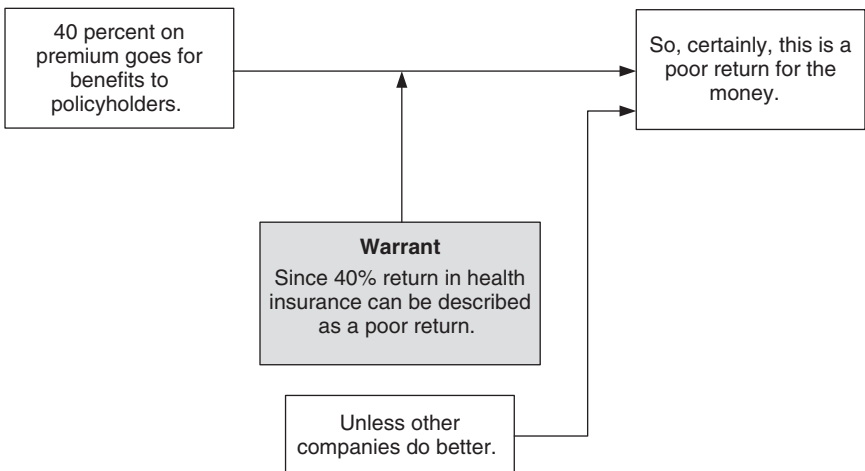 40 percent on
premium goes for
benefits to
policyholders.
So, certainly, this is a
poor return for the
money.
Warrant
Since 40% return in health
insurance can be described
as a poor return.
Unless other
companies do better.